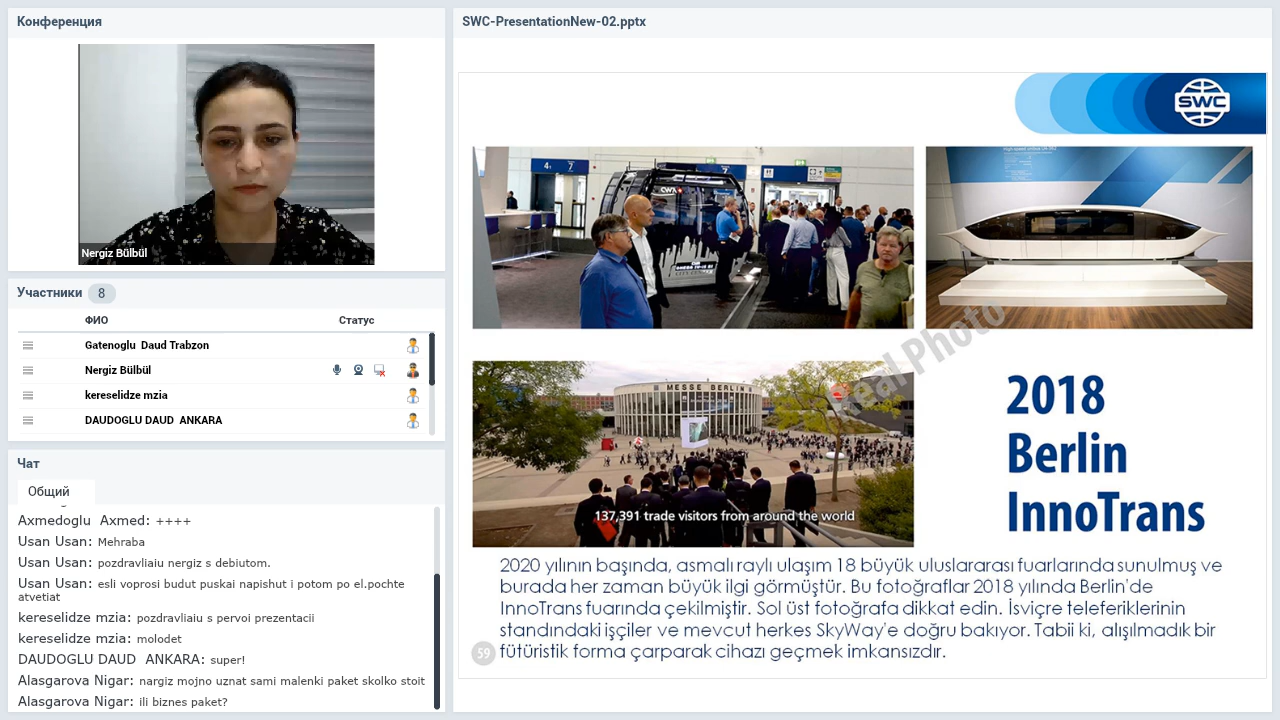 Конференция
Nergiz Bülbül
Участники 8
ФИО Статус
Gatenoglu Daud Trabzon
Nergiz Bülbül
kereselidze mzia
DAUDOGLU DAUD ANKARA
Чат
Общий
Axmedoglu Axmed: ++++
Usan Usan: Mehraba
Usan Usan: pozdravliaiu nergiz s debiutom.
Usan Usan: esli voprosi budut puskai napishut i potom po el.pochte
atvetiat
kereselidze mzia: pozdravliaiu s pervoi prezentacii
kereselidze mzia: molodet
DAUDOGLU DAUD ANKARA: super!
Alasgarova Nigar: nargiz mojno uznat sami malenki paket skolko stoit
Alasgarova Nigar: ili biznes paket?
SWC-PresentationNew-02.pptx
SWC
4.1
7
7
CWA
MESSE BERLIN
137,391 trade visitors from around the world
Real Photo
2018
Berlin
InnoTrans
2020 yılının başında, asmalı raylı ulaşım 18 büyük uluslararası fuarlarında sunulmuş ve
burada her zaman büyük ilgi görmüştür. Bu fotoğraflar 2018 yılında Berlin'de
InnoTrans fuarında çekilmiştir. Sol üst fotoğrafa dikkat edin. İsviçre teleferiklerinin
standındaki işçiler ve mevcut herkes SkyWay'e doğru bakıyor. Tabii ki, alışılmadık bir
fütüristik forma çarparak cihazı geçmek imkansızdır.
59